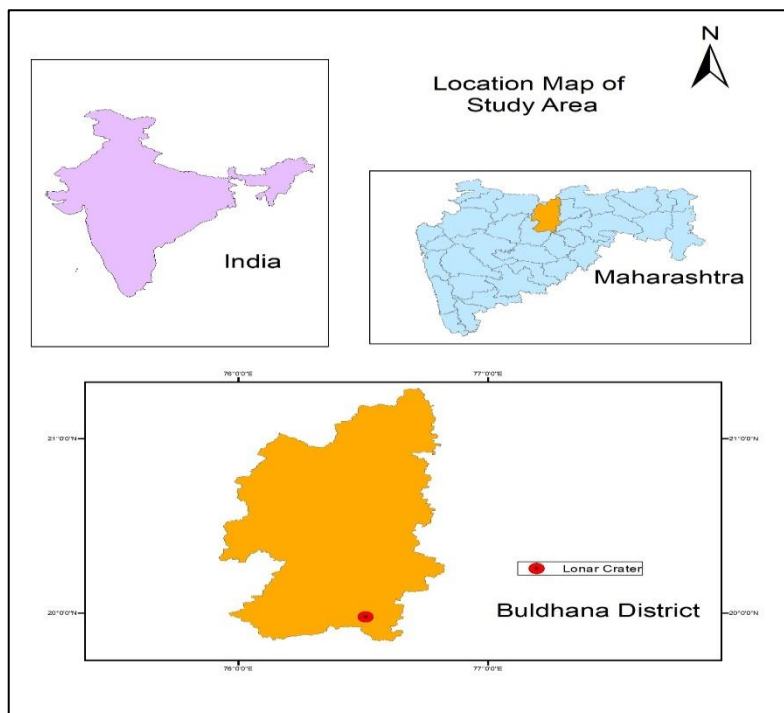 N
Location Map of
Study Area
India
Maharashtra
76°0'0"E
77°0'0"E
21°0'0"N
21°0'0"N
Lonar Crater
Buldhana District
20°0'0"N
20°0'0"N
76°0'0"E
77°0'0"E